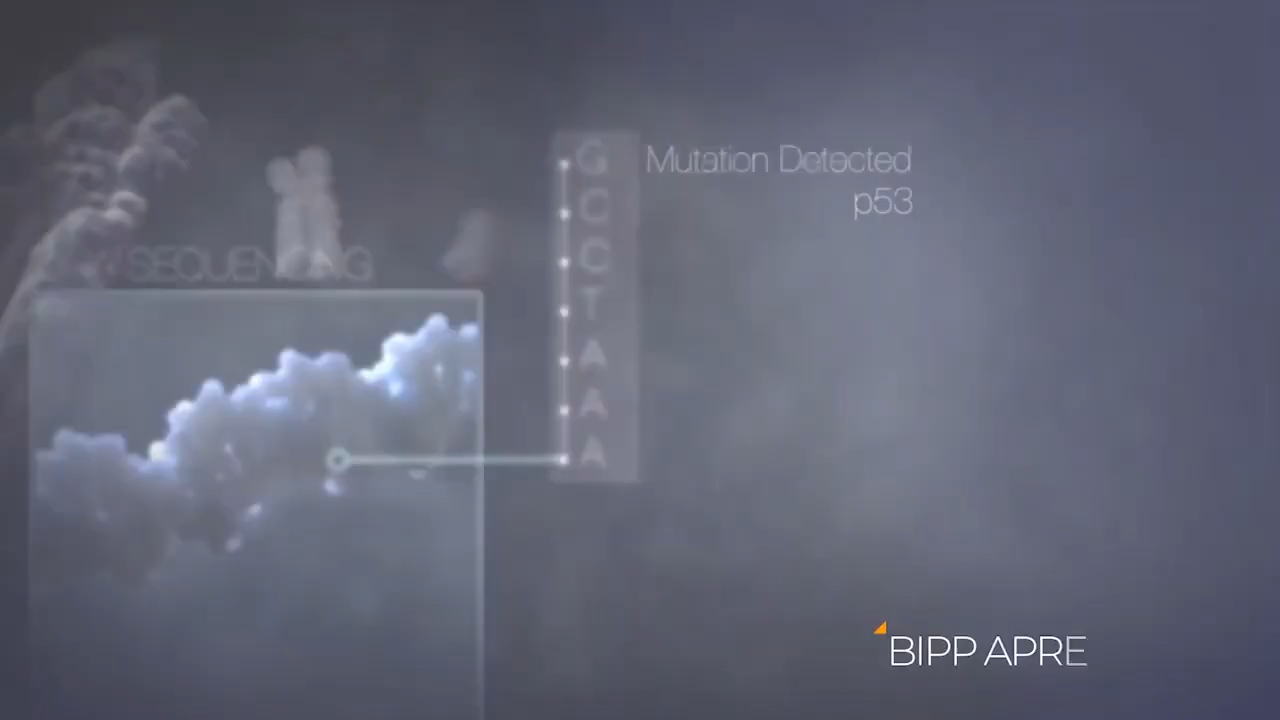 Mutation Detected
p53
SEQUENCING
G
C
C
T
A
A
A
BIPP APRE